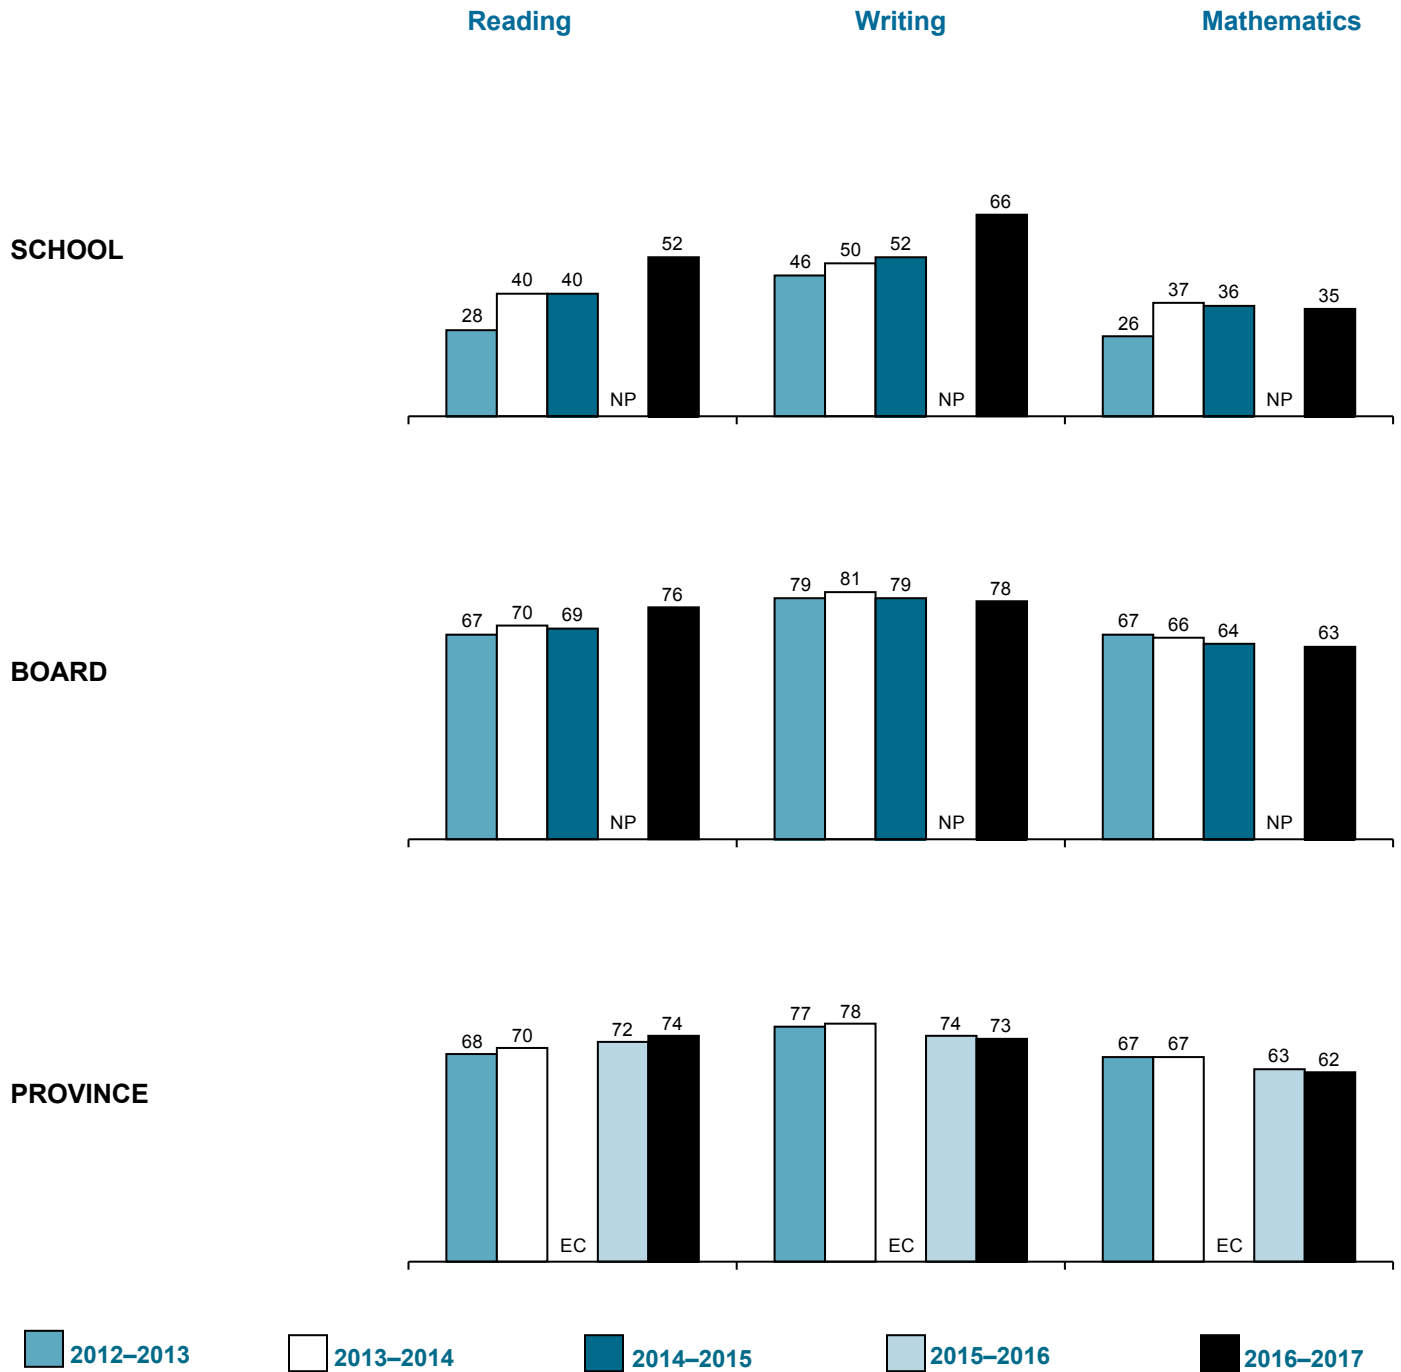 Reading Writing Mathematics
SCHOOL
28 40 40 NP 52 46 50 52 NP 66 26 37 36 NP 35
BOARD
67 70 69 NP 76 79 81 79 NP 78 67 66 64 NP 63
PROVINCE
68 70 EC 72 74 77 78 EC 74 73 67 67 EC 63 62
2012–2013 2013–2014 2014–2015 2015–2016 2016–2017